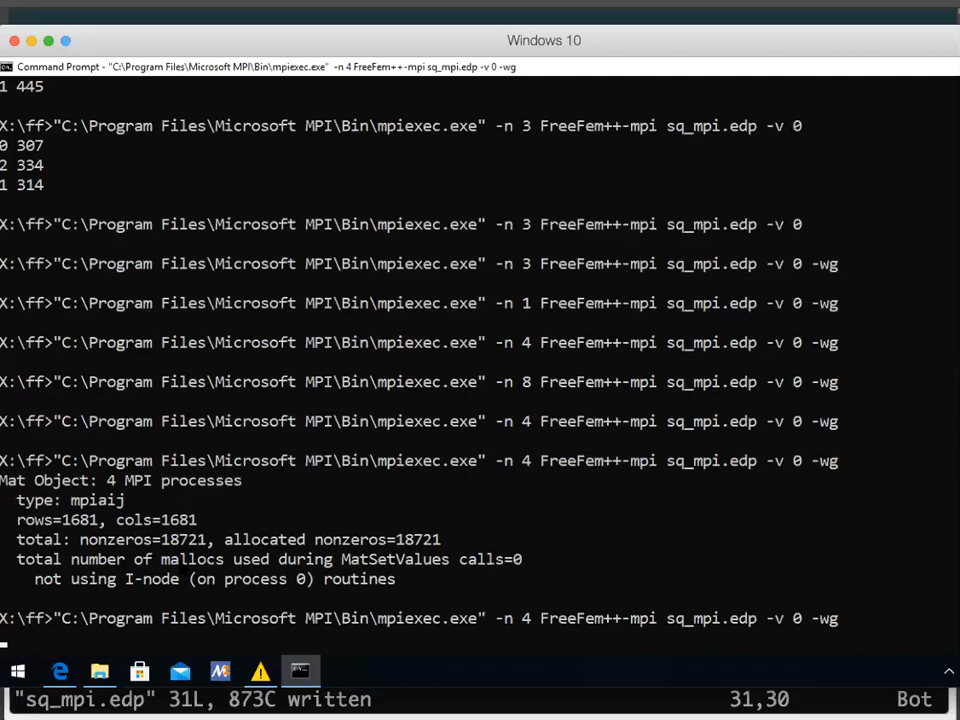 Windows 10
Command Prompt - "C:\Program Files\Microsoft MPI\Bin\mpiexec.exe" -n 4 FreeFem++-mpi sq_mpi.edp -v 0 -wg
1 445
X:\ff>"C:\Program Files\Microsoft MPI\Bin\mpiexec.exe" -n 3 FreeFem++-mpi sq_mpi.edp -v 0
0 307
2 334
1 314
X:\ff>"C:\Program Files\Microsoft MPI\Bin\mpiexec.exe" -n 3 FreeFem++-mpi sq_mpi.edp -v 0
X:\ff>"C:\Program Files\Microsoft MPI\Bin\mpiexec.exe" -n 3 FreeFem++-mpi sq_mpi.edp -v 0 -wg
X:\ff>"C:\Program Files\Microsoft MPI\Bin\mpiexec.exe" -n 1 FreeFem++-mpi sq_mpi.edp -v 0 -wg
X:\ff>"C:\Program Files\Microsoft MPI\Bin\mpiexec.exe" -n 4 FreeFem++-mpi sq_mpi.edp -v 0 -wg
X:\ff>"C:\Program Files\Microsoft MPI\Bin\mpiexec.exe" -n 8 FreeFem++-mpi sq_mpi.edp -v 0 -wg
X:\ff>"C:\Program Files\Microsoft MPI\Bin\mpiexec.exe" -n 4 FreeFem++-mpi sq_mpi.edp -v 0 -wg
X:\ff>"C:\Program Files\Microsoft MPI\Bin\mpiexec.exe" -n 4 FreeFem++-mpi sq_mpi.edp -v 0 -wg
Mat Object: 4 MPI processes
type: mpiaij
rows=1681, cols=1681
total: nonzeros=18721, allocated nonzeros=18721
total number of mallocs used during MatSetValues calls=0
not using I-node (on process 0) routines
X:\ff>"C:\Program Files\Microsoft MPI\Bin\mpiexec.exe" -n 4 FreeFem++-mpi sq_mpi.edp -v 0 -wg
"sq_mpi.edp" 31L, 873C written 31,30 Bot